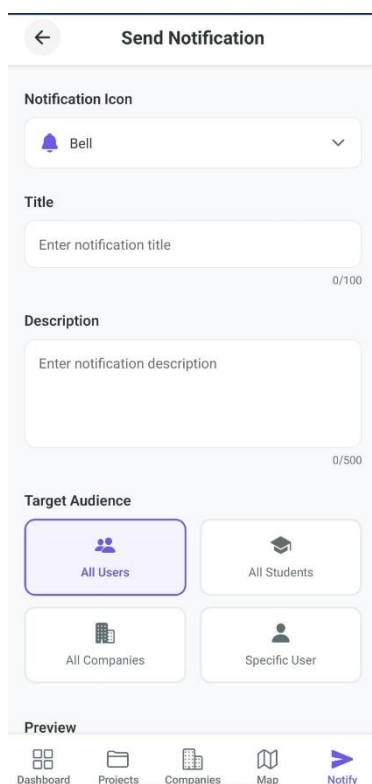 Send Notification
Notification Icon
Bell
Title
Enter notification title
0/100
Description
Enter notification description
0/500
Target Audience
All Users
All Students
All Companies
Specific User
Preview
Dashboard
Projects
Companies
Map
Notify